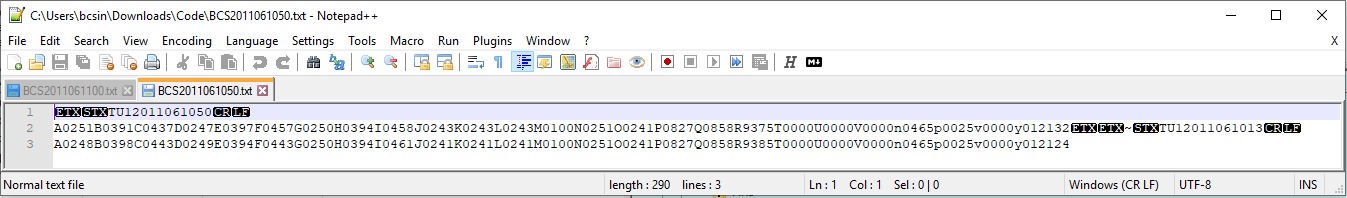 C:\Users\bcsin\Downloads\Code\BCS2011061050.txt - Notepad++
File Edit Search View Encoding Language Settings Tools Macro Run Plugins Window ? X
BCS2011061100.txt BCS2011061050.txt
1 ETXSTXTU12011061050CRLF
2 A0251B0391C0437D0247E0397F0457G0250H0394I0458J0243K0243L0243M0100N0251O0241P0827Q0858R9375T0000U0000V0000n0465p0025v0000y012132ETXETX~STXTU12011061013CRLF
3 A0248B0398C0443D0249E0394F0443G0250H0394I0461J0241K0241L0241M0100N0251O0241P0827Q0858R9385T0000U0000V0000n0465p0025v0000y012124
Normal text file length : 290 lines : 3 Ln : 1 Col : 1 Sel : 0 | 0 Windows (CR LF) UTF-8 INS